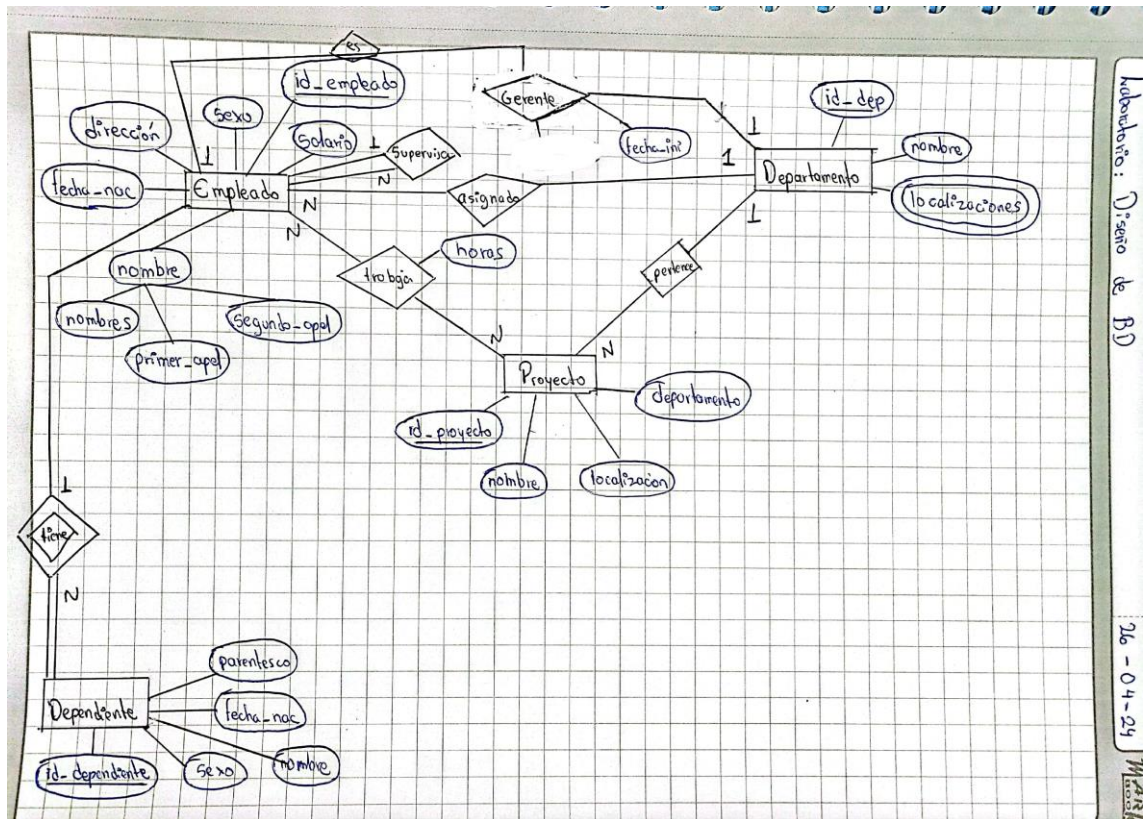 es
id_empleado
Gerente
id_dep
sexo
dirección
Salario
fecha_ini
1
1
nombre
1
Supervisa
1
N
1
Departamento
fecha_nac
Empleado
N
asignado
localizaciones
N
1
horas
nombre
trabaja
pertence
nombres
segundo_apel
primer_apel
N
N
Proyecto
departamento
id_proyecto
nombre
localizacion
1
tiene
N
parentesco
fecha_nac
Dependiente
id_dependiente
sexo
nombre
Laboratorio: Diseño de BD
26-04-24